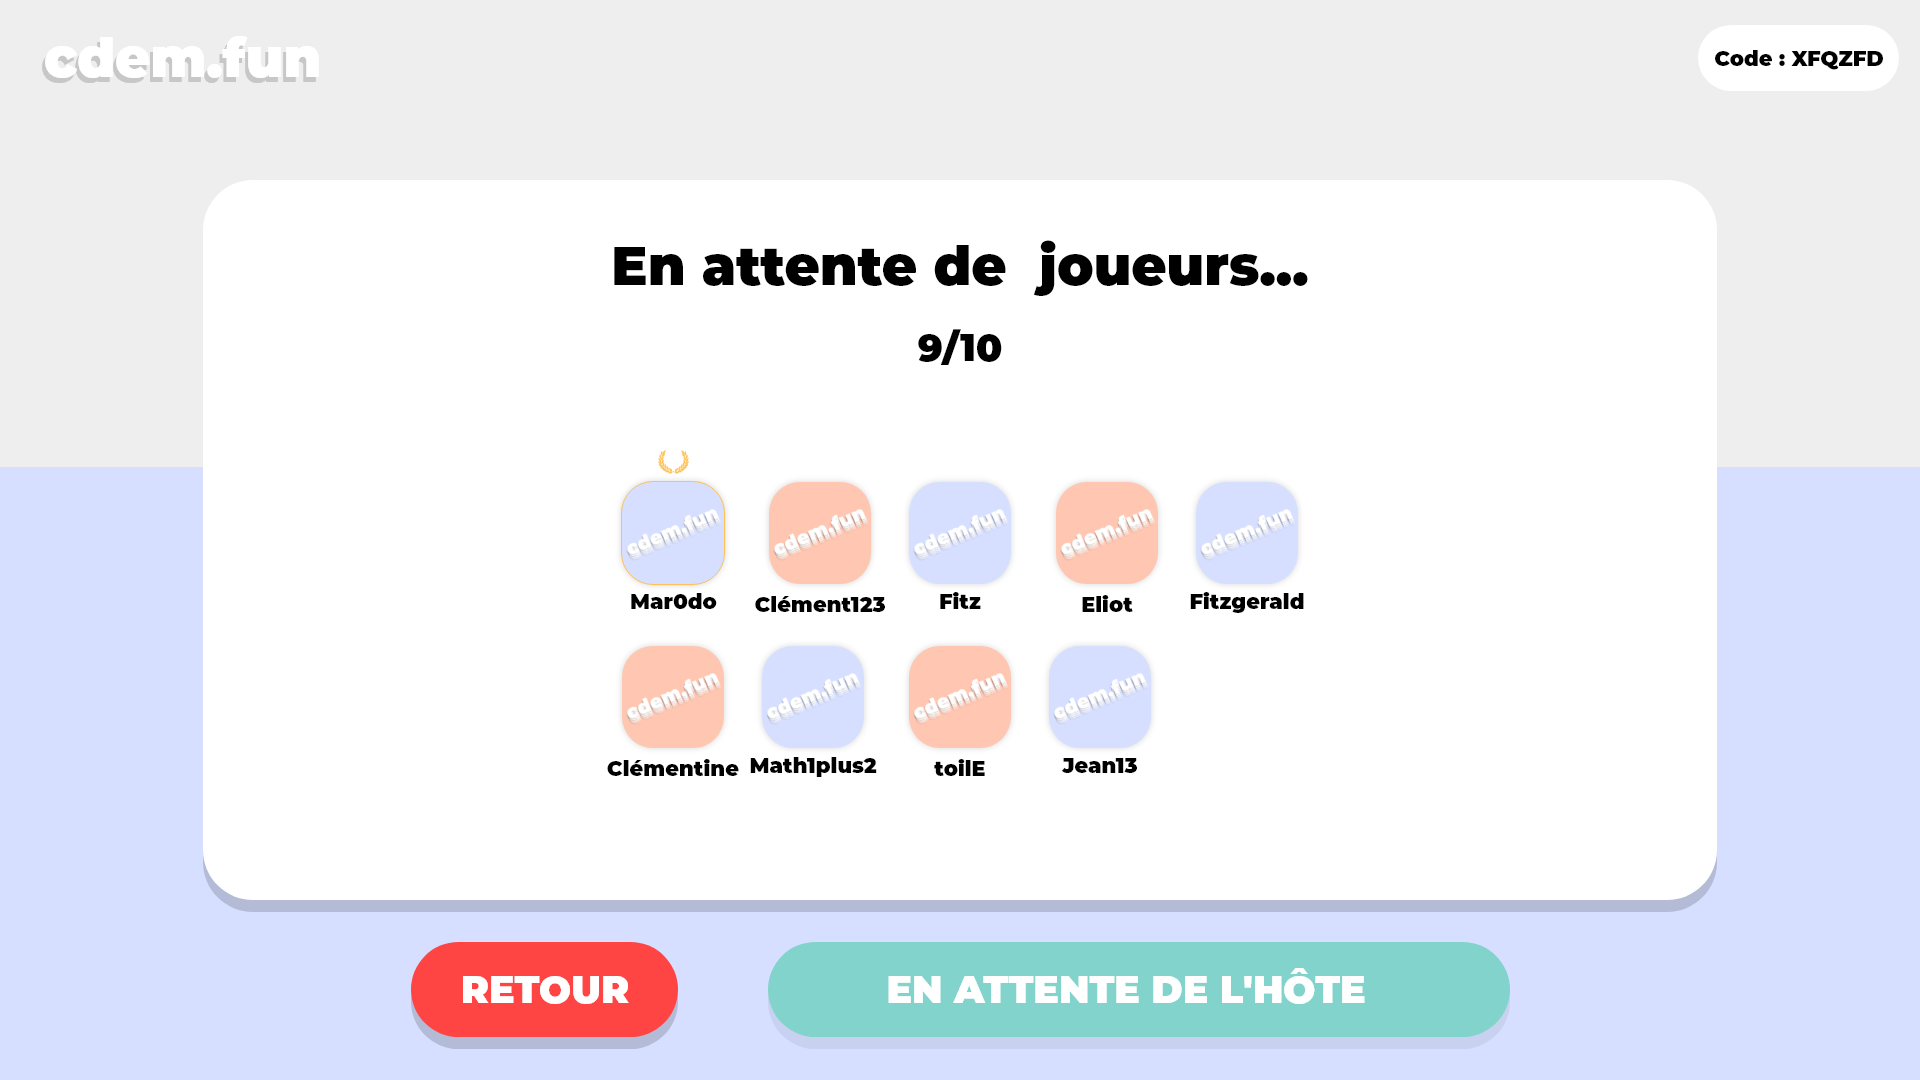 cdem.fun
Code : XFQZFD
En attente de  joueurs...
9/10
cdem.fun
cdem.fun
cdem.fun
cdem.fun
cdem.fun
Mar0do
Clément123
Fitz
Eliot
Fitzgerald
cdem.fun
cdem.fun
cdem.fun
cdem.fun
Clémentine
Math1plus2
toilE
Jean13
RETOUR
EN ATTENTE DE L'HÔTE